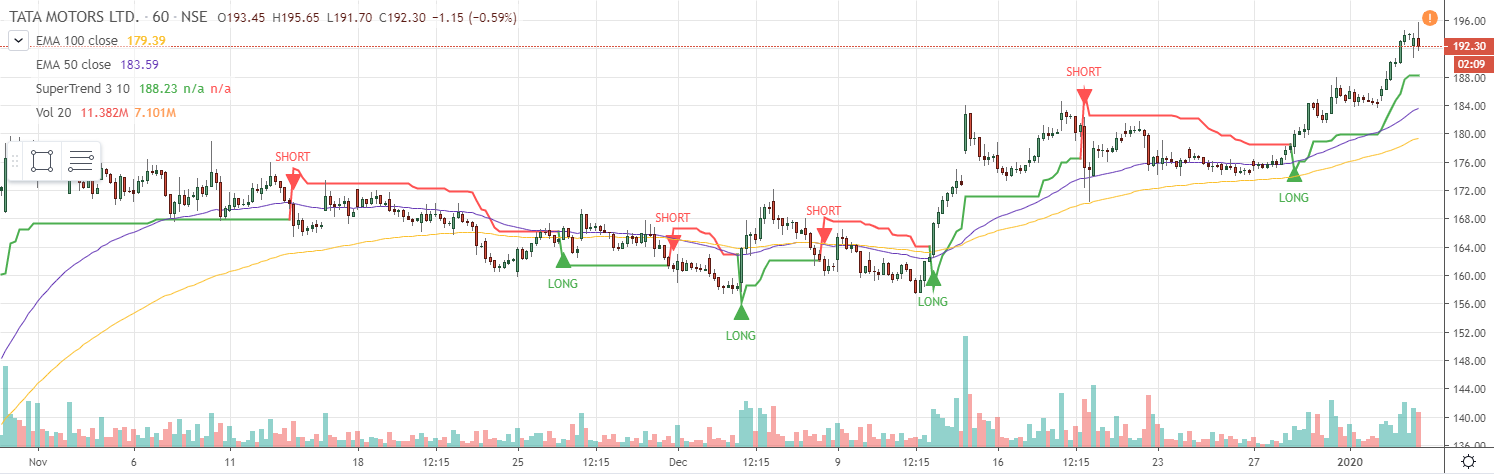 TATA MOTORS LTD. · 60 · NSE O193.45 H195.65 L191.70 C192.30 −1.15 (−0.59%)
EMA 100 close 179.39
EMA 50 close 183.59
SuperTrend 3 10 188.23 n/a n/a
Vol 20 11.382M 7.101M
SHORT
LONG
SHORT
LONG
SHORT
LONG
SHORT
LONG
196.00
192.30
02:09
188.00
184.00
180.00
176.00
172.00
168.00
164.00
160.00
156.00
152.00
148.00
144.00
140.00
136.00
Nov 6 11 18 12:15 25 12:15 Dec 12:15 9 12:15 16 12:15 23 27 2020